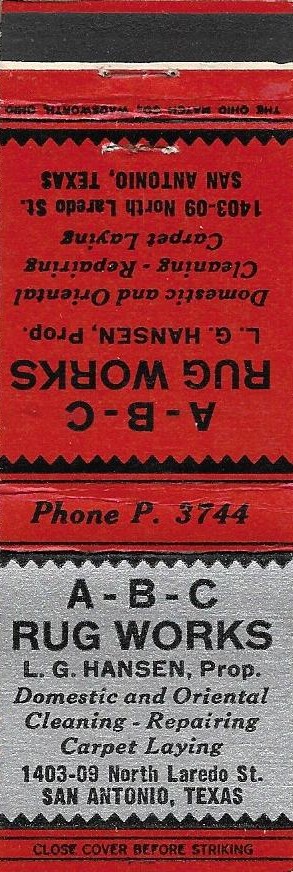 THE OHIO MATCH CO., WADSWORTH, OHIO
A - B - C
RUG WORKS
L. G. HANSEN, Prop.
Domestic and Oriental
Cleaning - Repairing
Carpet Laying
1403-09 North Laredo St.
SAN ANTONIO, TEXAS
Phone P. 3744
A - B - C
RUG WORKS
L. G. HANSEN, Prop.
Domestic and Oriental
Cleaning - Repairing
Carpet Laying
1403-09 North Laredo St.
SAN ANTONIO, TEXAS
CLOSE COVER BEFORE STRIKING